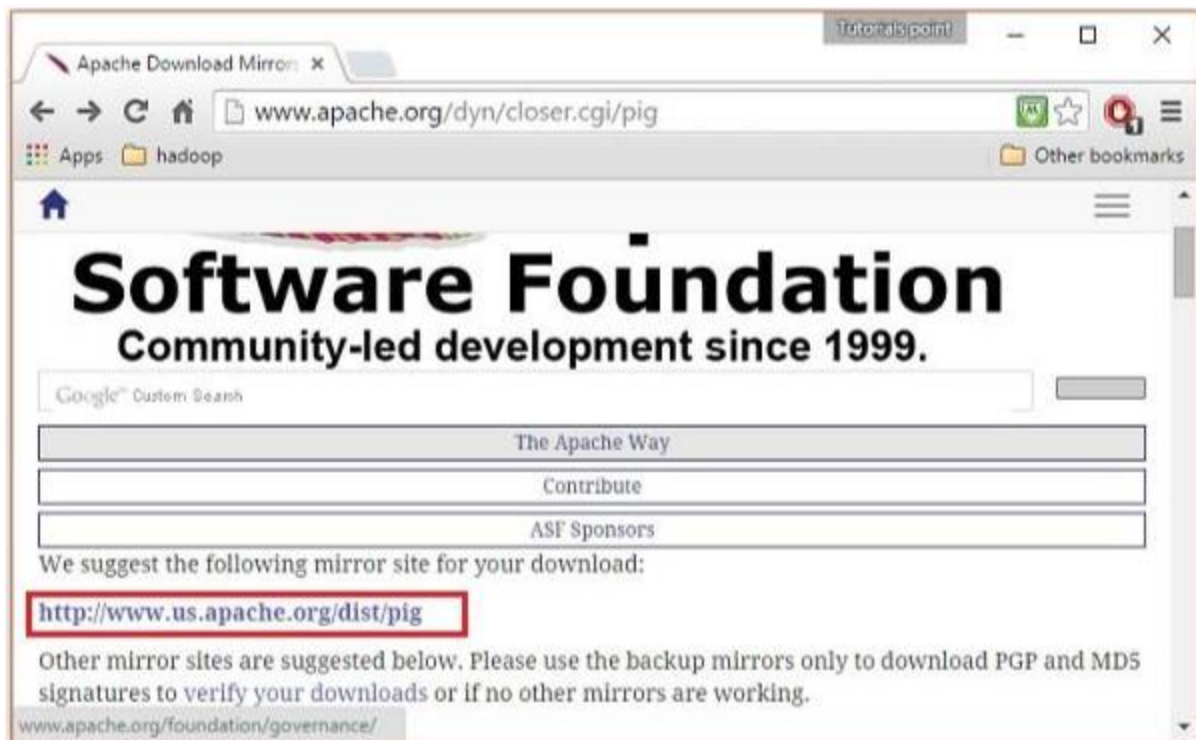 Tutorials point
Apache Download Mirrors
www.apache.org/dyn/closer.cgi/pig
Apps hadoop Other bookmarks
Software Foundation
Community-led development since 1999.
Google™ Custom Search
The Apache Way
Contribute
ASF Sponsors
We suggest the following mirror site for your download:
http://www.us.apache.org/dist/pig
Other mirror sites are suggested below. Please use the backup mirrors only to download PGP and MD5
signatures to verify your downloads or if no other mirrors are working.
www.apache.org/foundation/governance/